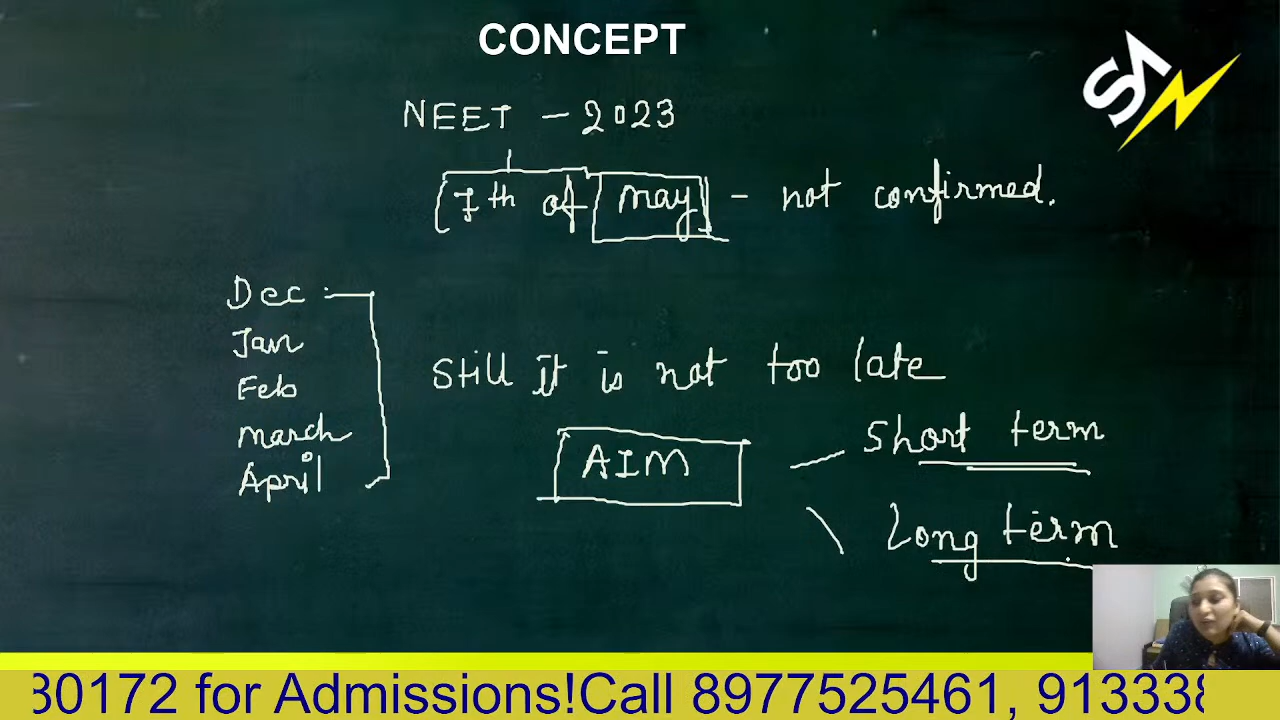 CONCEPT
NEET - 2023
7th of may - not confirmed.
Dec
Jan
Feb
March
April
Still it is not too late
AIM
Short term
Long term
SAN
30172 for Admissions!Call 8977525461, 913338